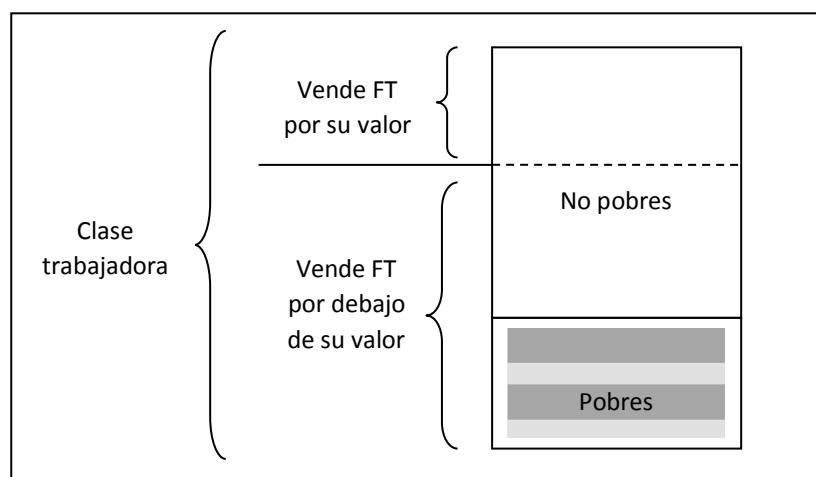 Clase
trabajadora
Vende FT
por su valor
Vende FT
por debajo
de su valor
No pobres
Pobres